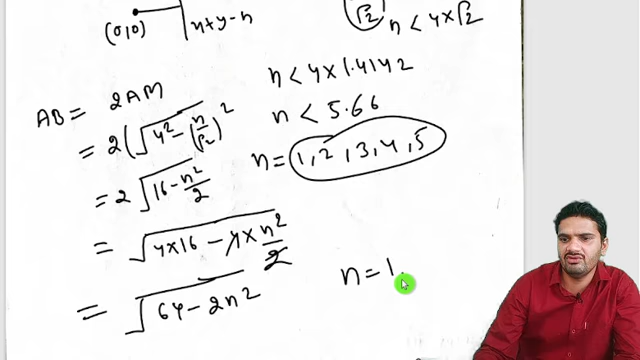 (0,0)
x+y-n
√2
n < 4×√2
n < 4×1.4142
n < 5.66
n = 1, 2, 3, 4, 5
AB = 2AM
= 2(√4² - (n/√2)²
= 2√16 - n²/2
= √4×16 - 4×n²/2
= √64 - 2n²
n = 1,